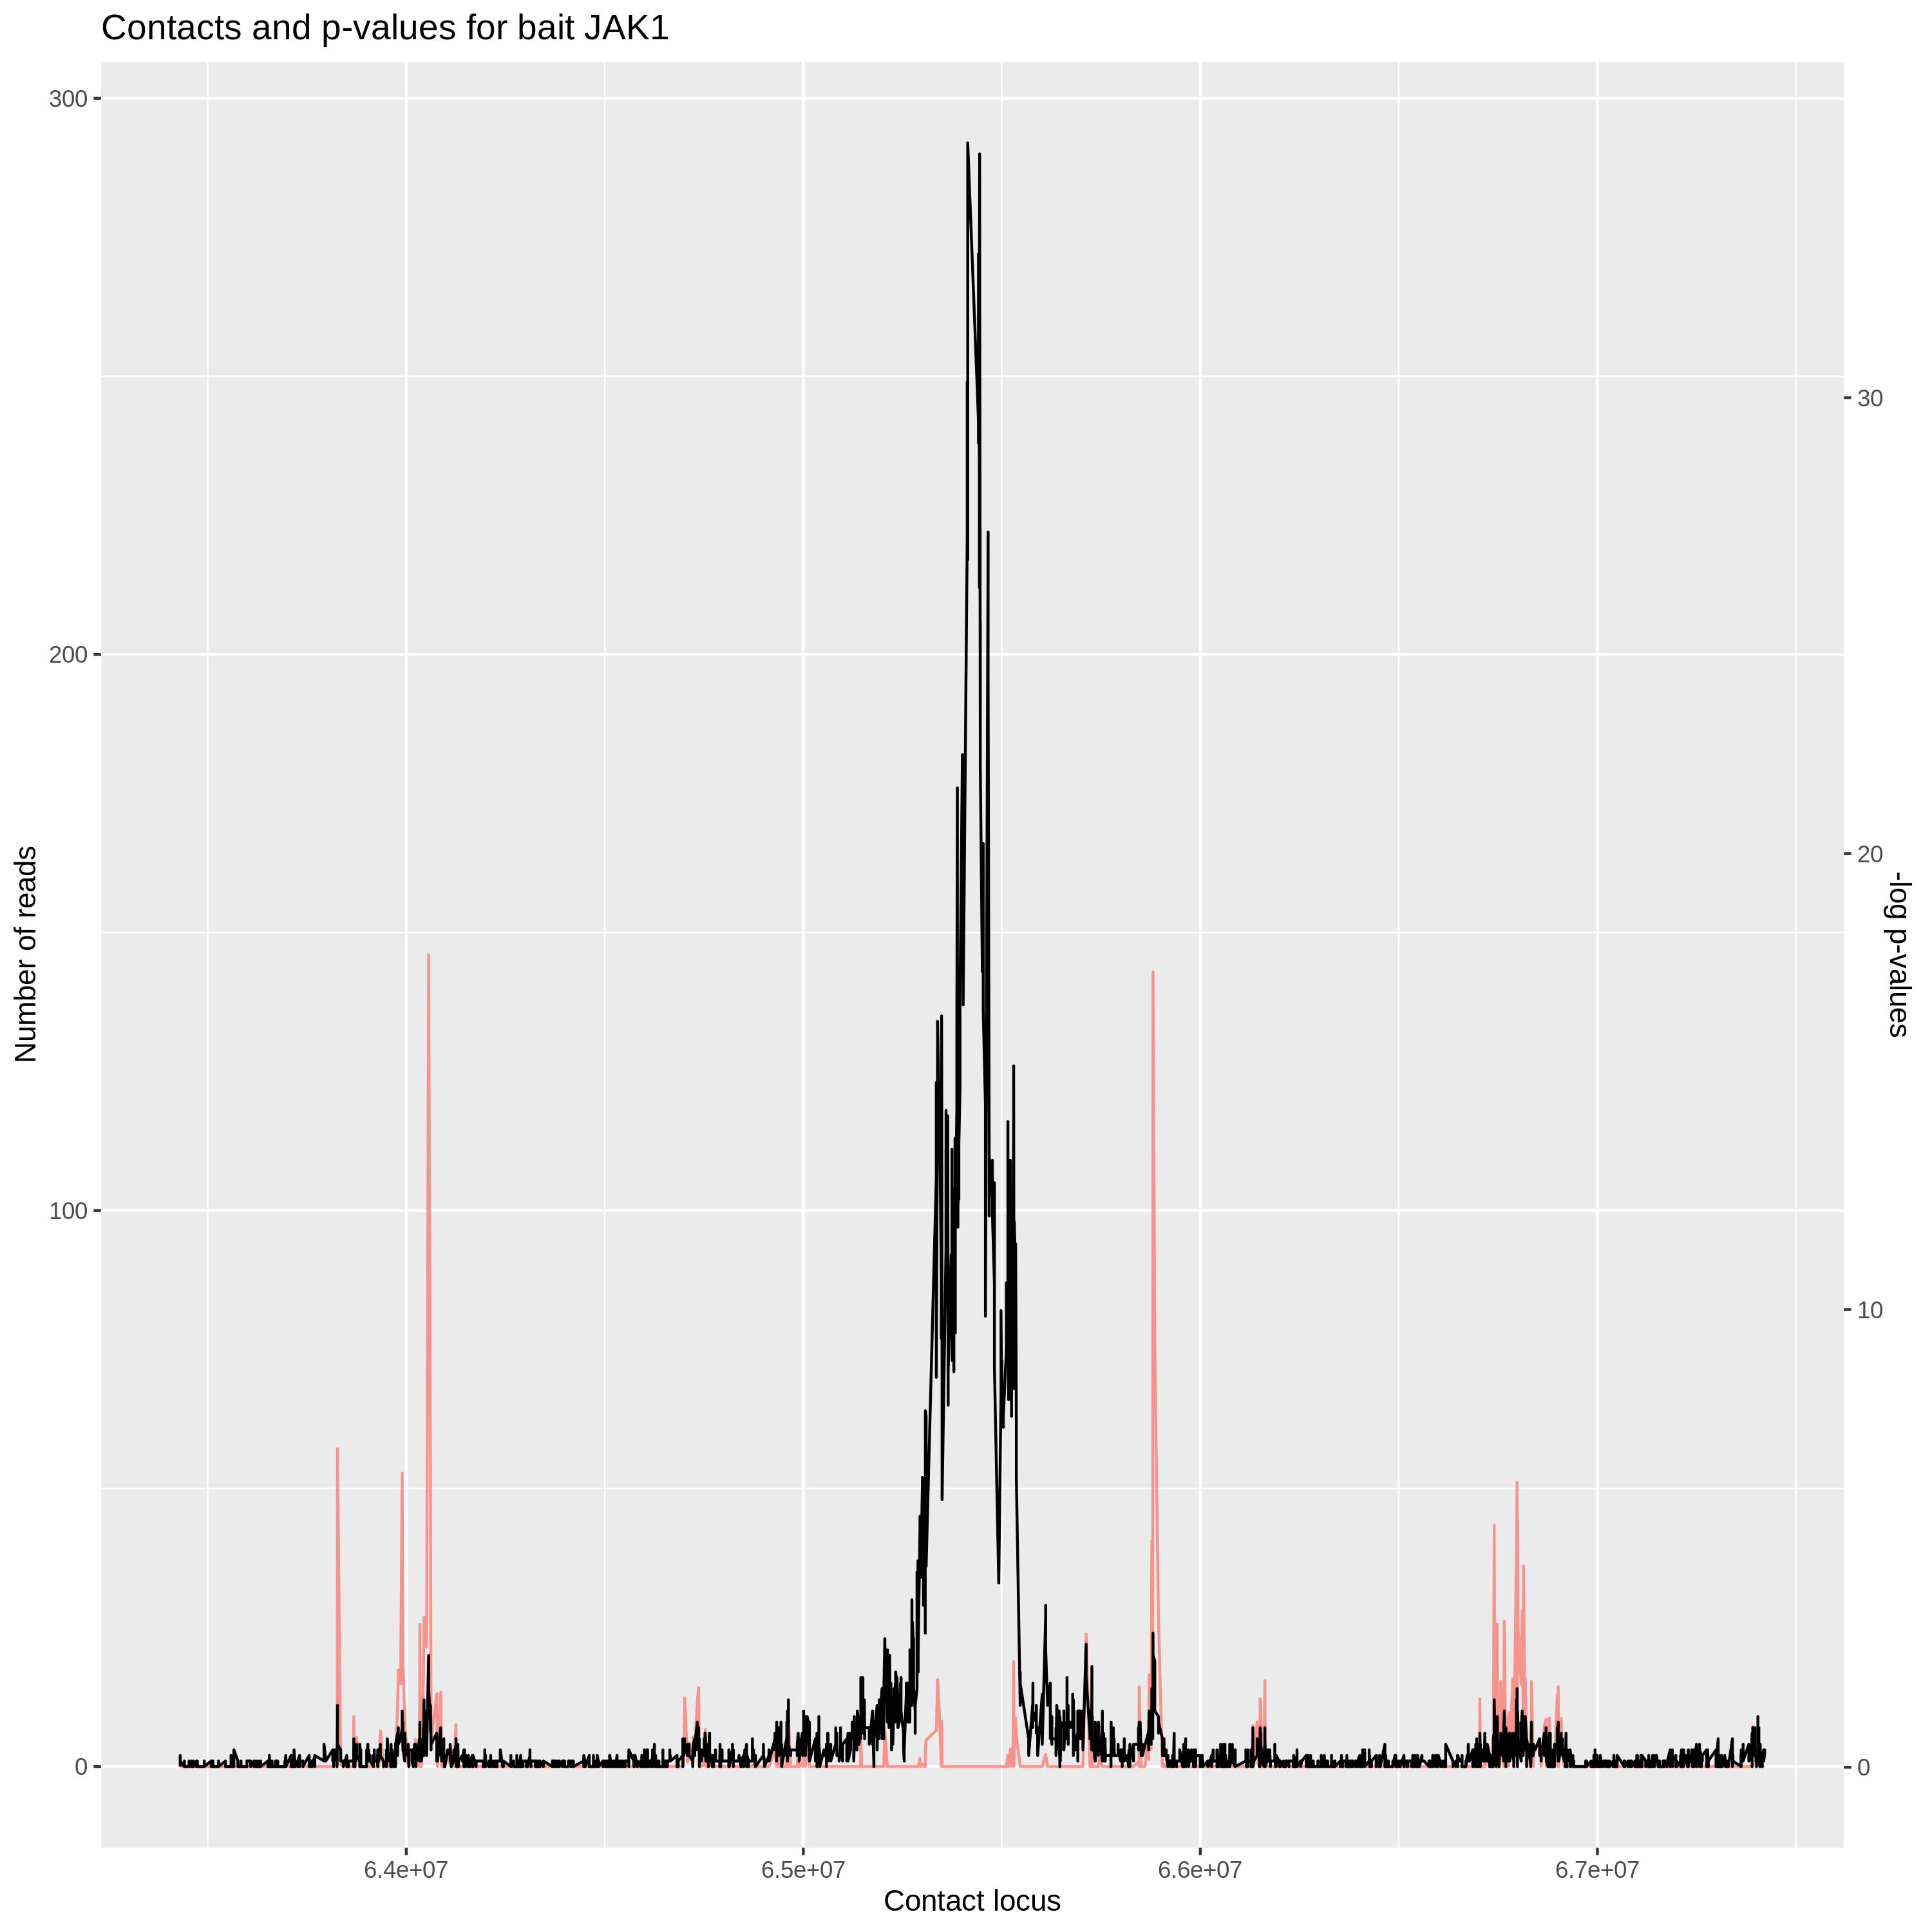 Contacts and p-values for bait JAK1
300
200
100
0
Number of reads
30
20
10
0
-log p-values
6.4e+07 6.5e+07 6.6e+07 6.7e+07
Contact locus